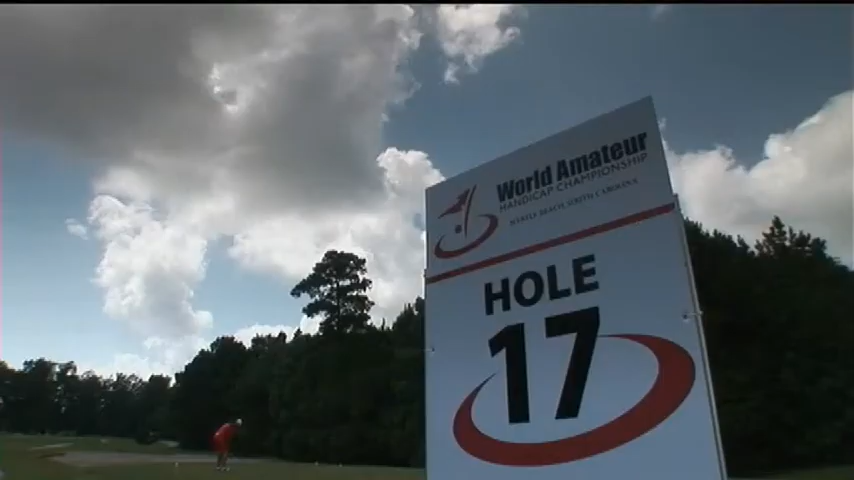 World Amateur
HANDICAP CHAMPIONSHIP
MYRTLE BEACH, SOUTH CAROLINA
HOLE
17